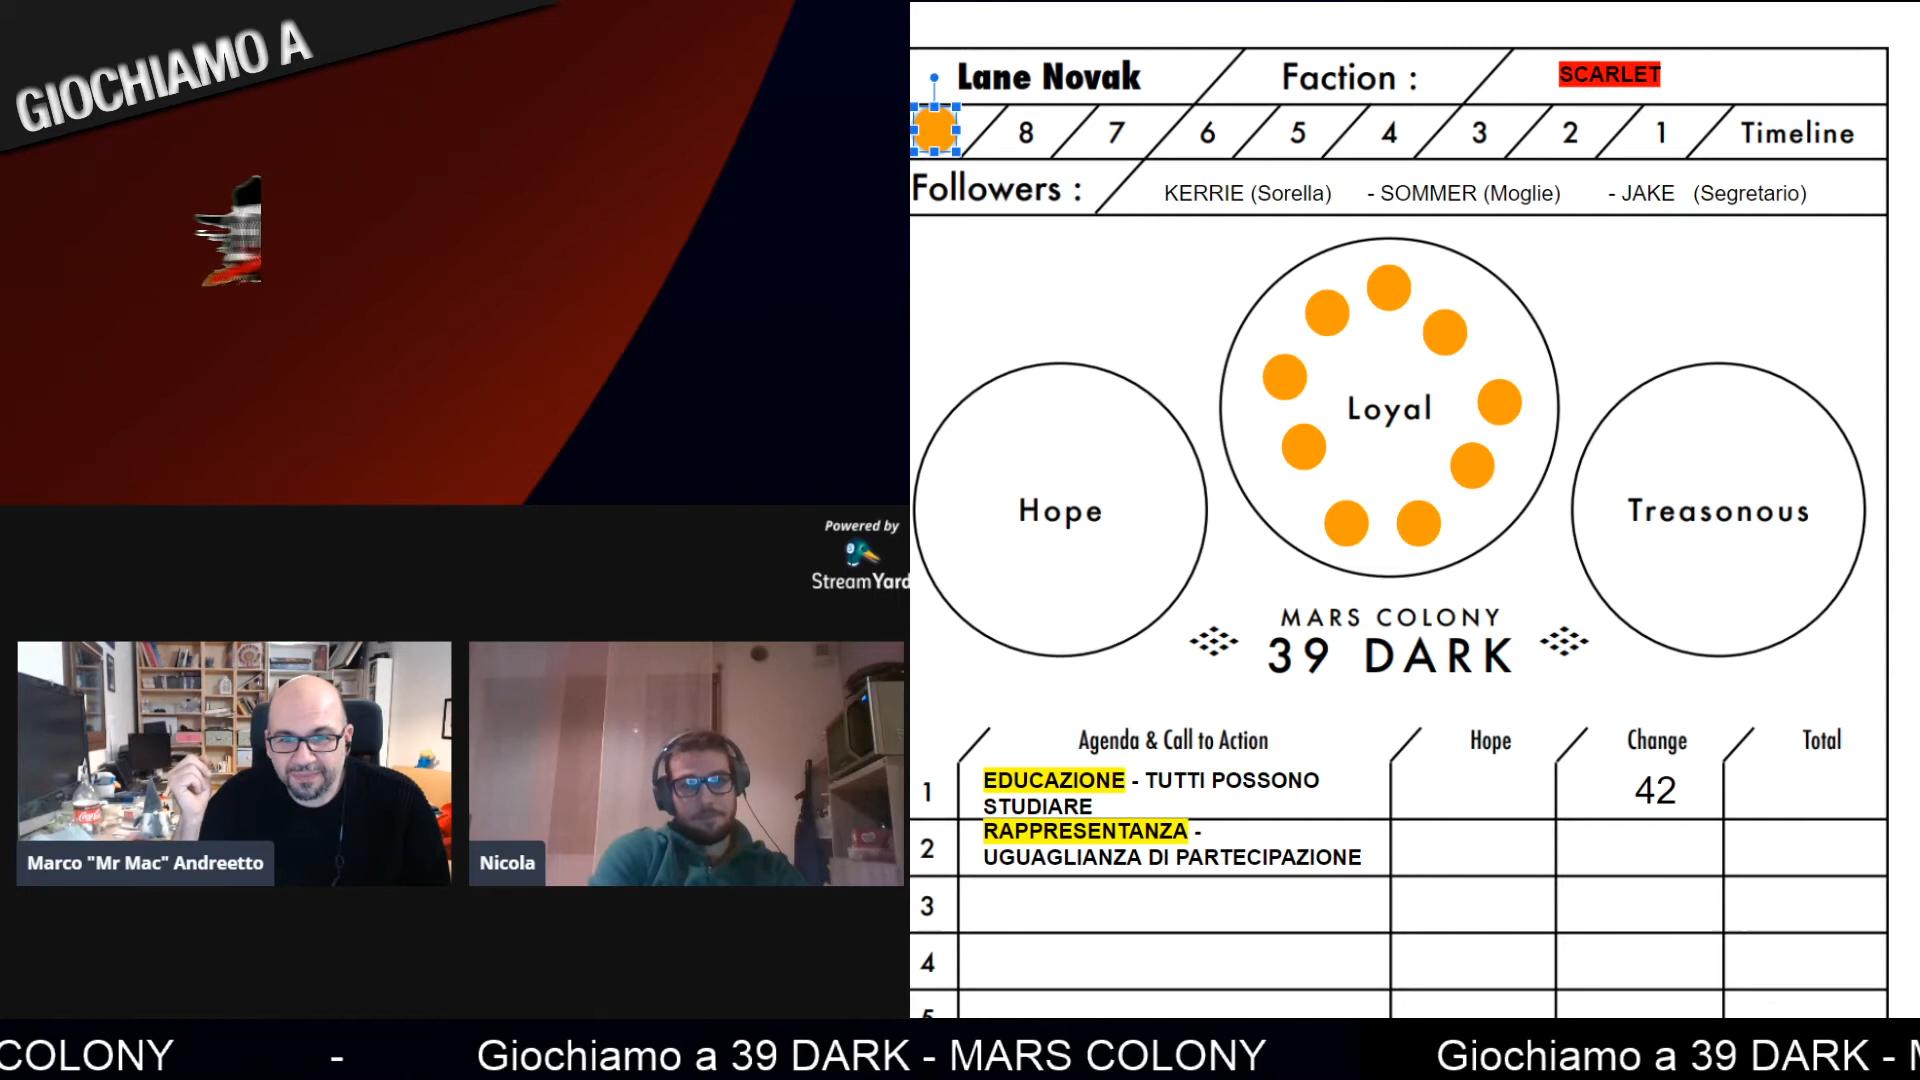 GIOCHIAMO A
Lane Novak
Faction :
SCARLET
8 7 6 5 4 3 2 1 Timeline
Followers :
KERRIE (Sorella) - SOMMER (Moglie) - JAKE (Segretario)
Loyal
Hope
Treasonous
MARS COLONY
39 DARK
Agenda & Call to Action Hope Change Total
1 EDUCAZIONE - TUTTI POSSONO
STUDIARE
42
2 RAPPRESENTANZA -
UGUAGLIANZA DI PARTECIPAZIONE
3
4
5
Powered by
StreamYard
Marco "Mr Mac" Andreetto
Nicola
COLONY - Giochiamo a 39 DARK - MARS COLONY Giochiamo a 39 DARK -